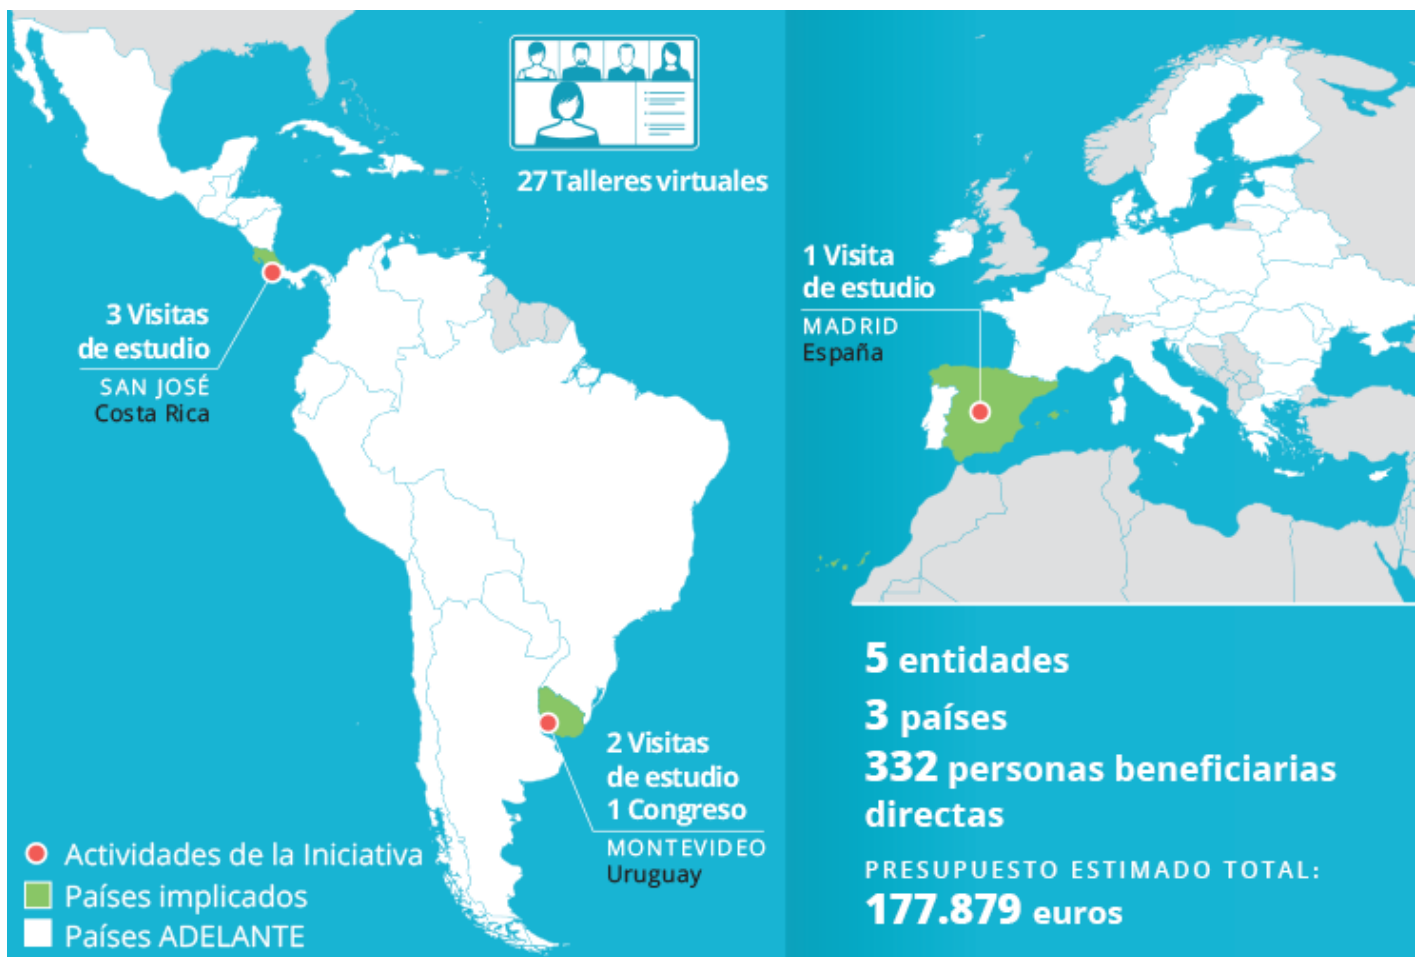 27 Talleres virtuales
3 Visitas
de estudio
SAN JOSÉ
Costa Rica
2 Visitas
de estudio
1 Congreso
MONTEVIDEO
Uruguay
Actividades de la Iniciativa
Países implicados
Países ADELANTE
1 Visita
de estudio
MADRID
España
5 entidades
3 países
332 personas beneficiarias
directas
PRESUPUESTO ESTIMADO TOTAL:
177.879 euros